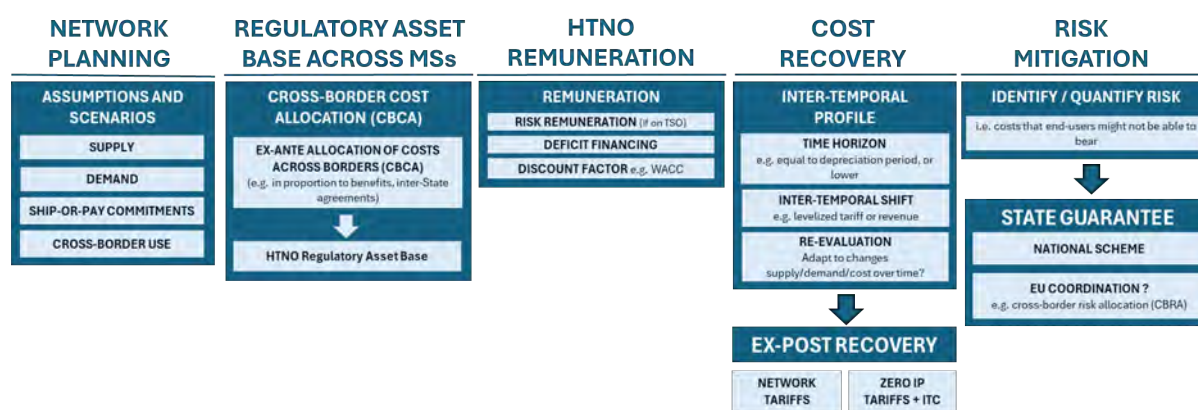 NETWORK
PLANNING
ASSUMPTIONS AND
SCENARIOS
SUPPLY
DEMAND
SHIP-OR-PAY COMMITMENTS
CROSS-BORDER USE
REGULATORY ASSET
BASE ACROSS MSs
CROSS-BORDER COST
ALLOCATION (CBCA)
EX-ANTE ALLOCATION OF COSTS
ACROSS BORDERS (CBCA)
(e.g. in proportion to benefits, inter-State
agreements)
HTNO Regulatory Asset Base
HTNO
REMUNERATION
REMUNERATION
RISK REMUNERATION (if on TSO)
DEFICIT FINANCING
DISCOUNT FACTOR e.g. WACC
COST
RECOVERY
INTER-TEMPORAL
PROFILE
TIME HORIZON
e.g. equal to depreciation period, or
lower
INTER-TEMPORAL SHIFT
e.g. levelized tariff or revenue
RE-EVALUATION
Adapt to changes
supply/demand/cost over time?
EX-POST RECOVERY
NETWORK
TARIFFS
ZERO IP
TARIFFS + ITC
RISK
MITIGATION
IDENTIFY / QUANTIFY RISK
i.e. costs that end-users might not be able to
bear
STATE GUARANTEE
NATIONAL SCHEME
EU COORDINATION ?
e.g. cross-border risk allocation (CBRA)